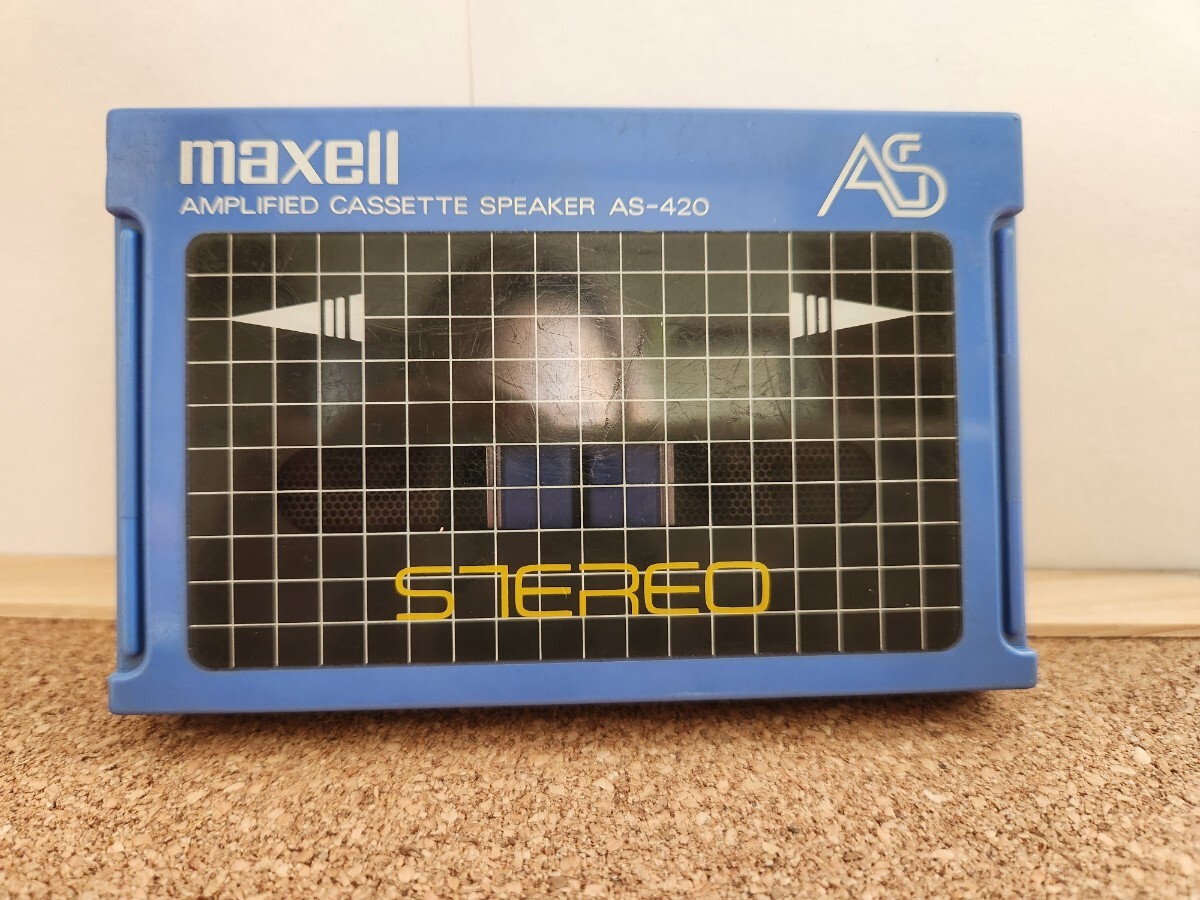 maxell
AS
AMPLIFIED CASSETTE SPEAKER AS-420
STEREO